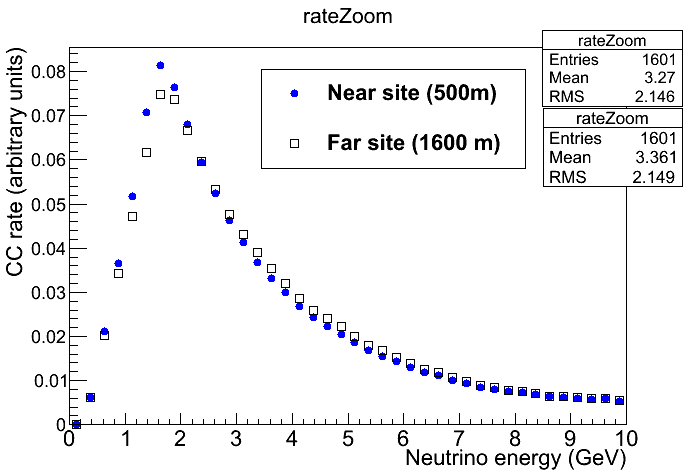 rateZoom
rateZoom
Entries 1601
Mean 3.27
RMS 2.146
rateZoom
Entries 1601
Mean 3.361
RMS 2.149
Near site (500m)
Far site (1600 m)
CC rate (arbitrary units)
0.08
0.07
0.06
0.05
0.04
0.03
0.02
0.01
0
0 1 2 3 4 5 6 7 8 9 10
Neutrino energy (GeV)